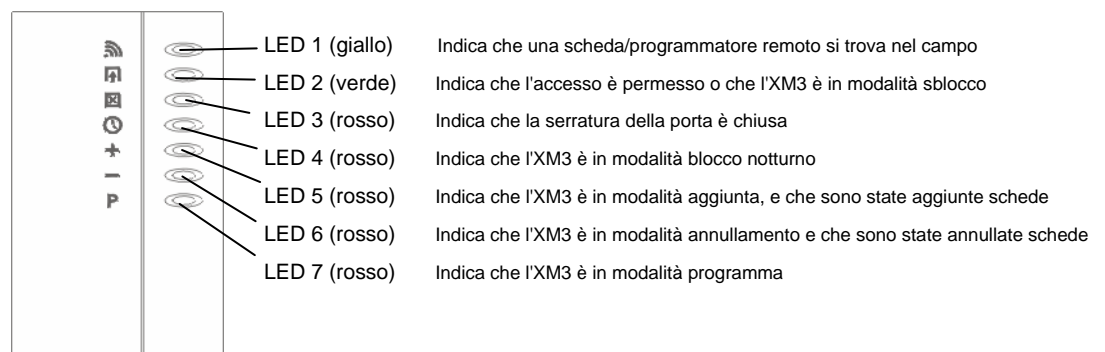 LED 1 (giallo) Indica che una scheda/programmatore remoto si trova nel campo
LED 2 (verde) Indica che l'accesso è permesso o che l'XM3 è in modalità sblocco
LED 3 (rosso) Indica che la serratura della porta è chiusa
LED 4 (rosso) Indica che l'XM3 è in modalità blocco notturno
LED 5 (rosso) Indica che l'XM3 è in modalità aggiunta, e che sono state aggiunte schede
LED 6 (rosso) Indica che l'XM3 è in modalità annullamento e che sono state annullate schede
P LED 7 (rosso) Indica che l'XM3 è in modalità programma